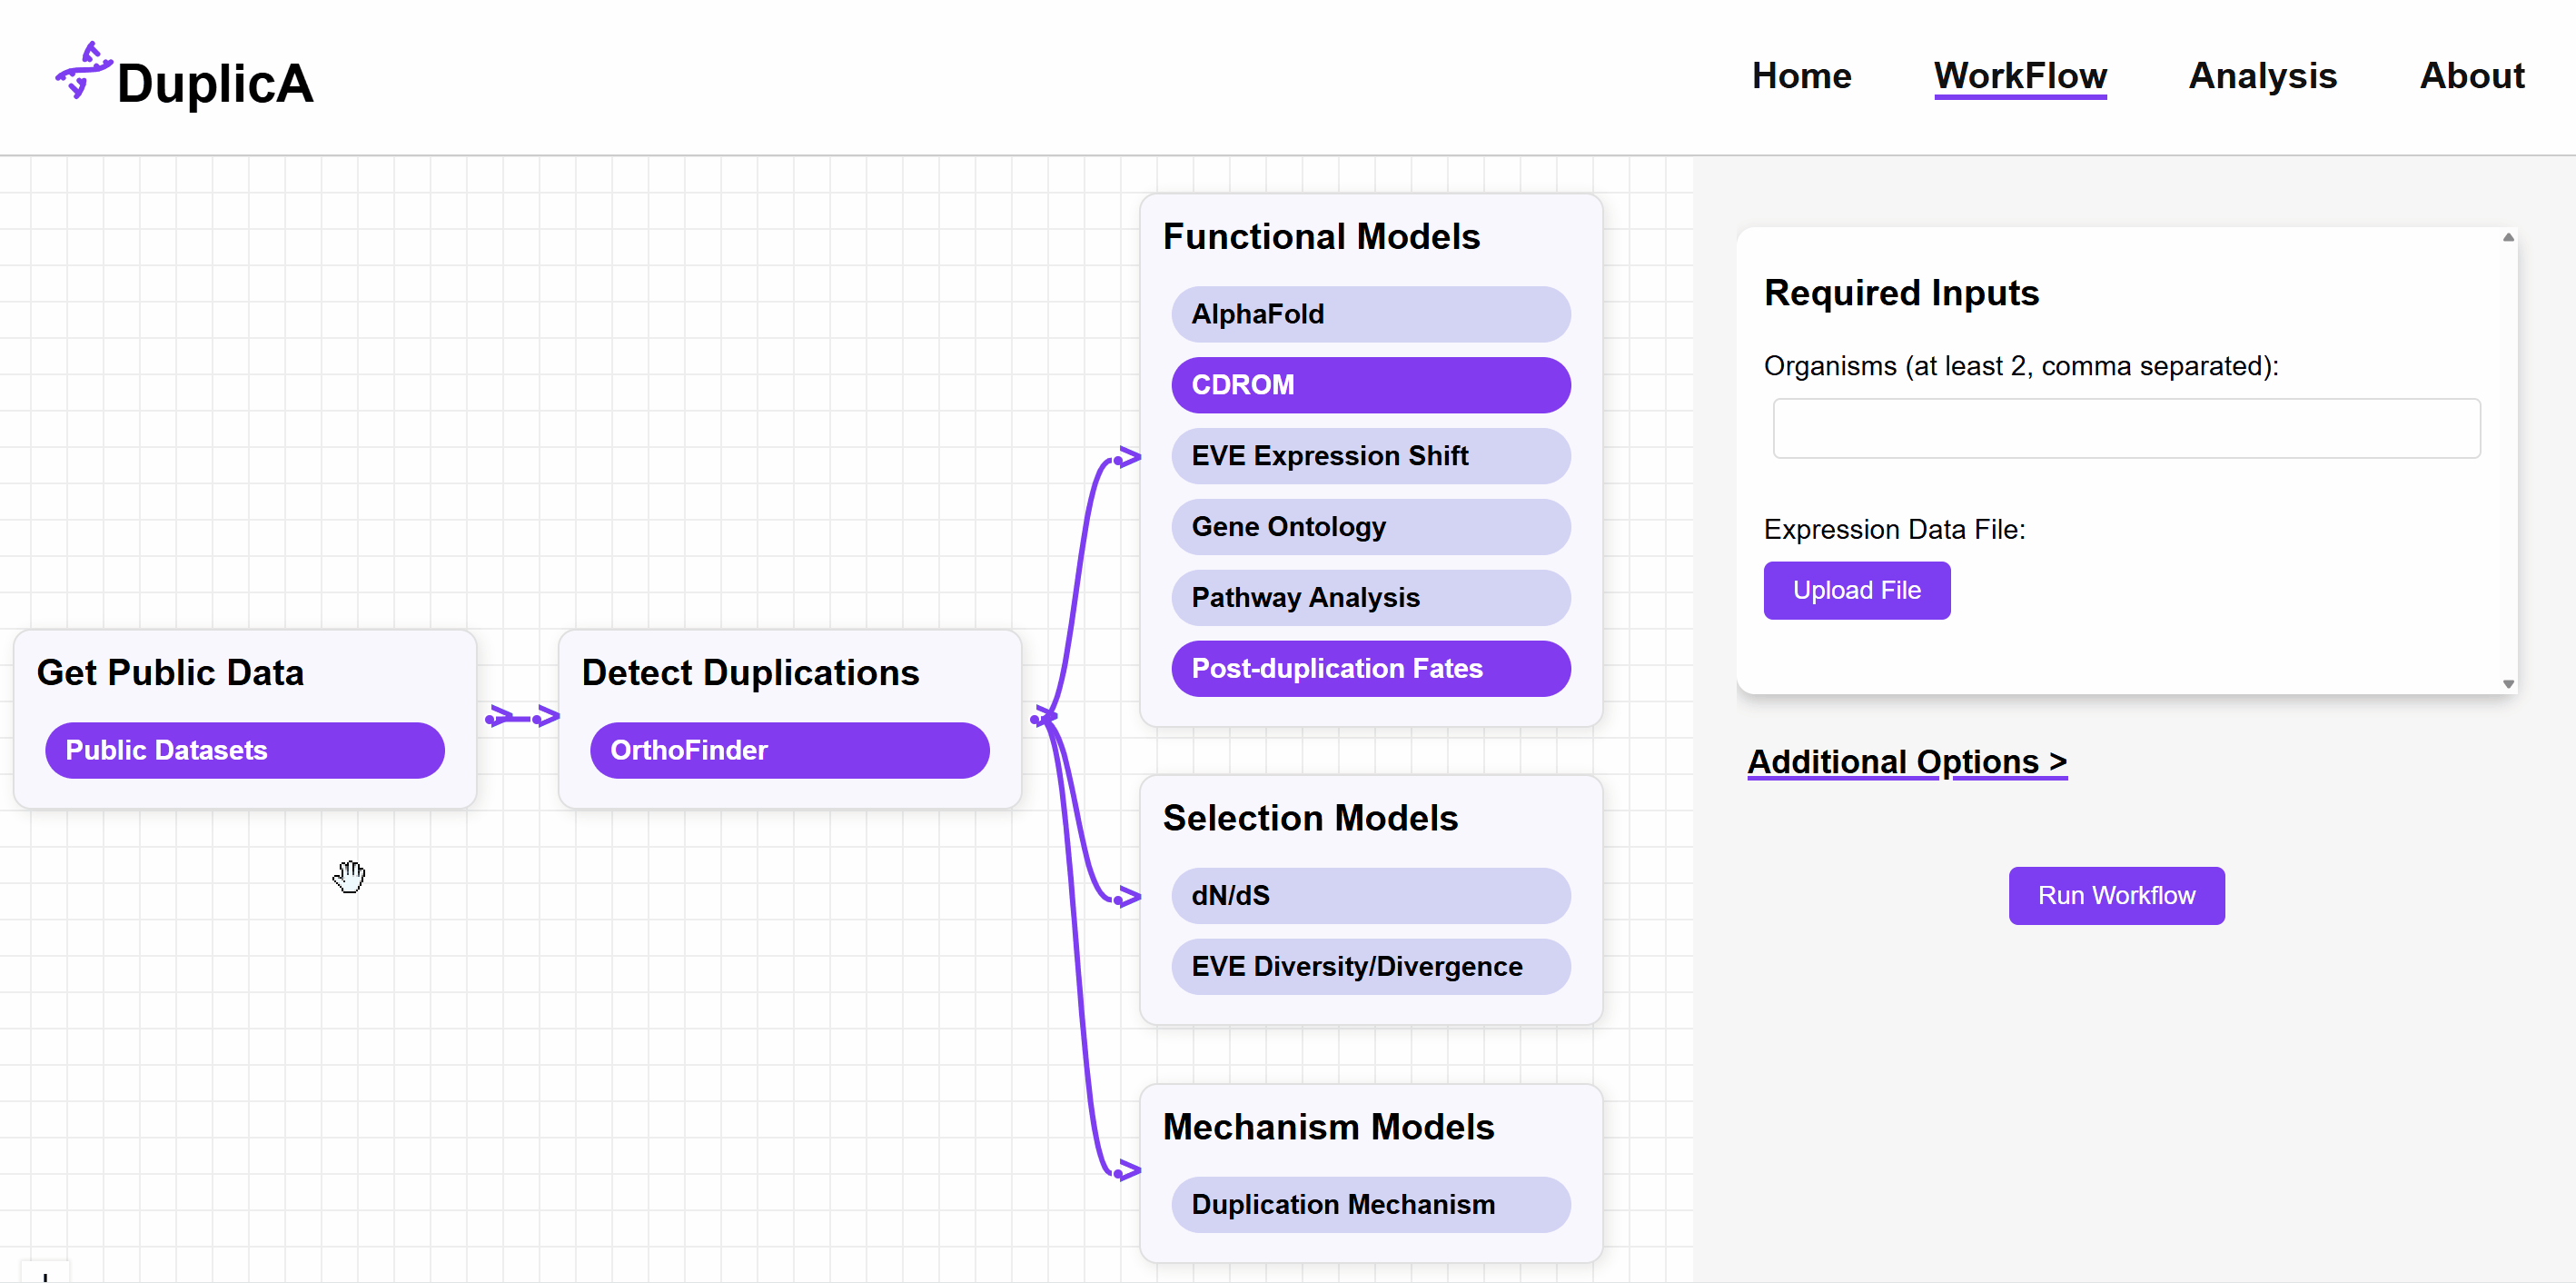 DuplicA
Home
WorkFlow
Analysis
About
Get Public Data
Public Datasets
Detect Duplications
OrthoFinder
Functional Models
AlphaFold
CDROM
EVE Expression Shift
Gene Ontology
Pathway Analysis
Post-duplication Fates
Selection Models
dN/dS
EVE Diversity/Divergence
Mechanism Models
Duplication Mechanism
Required Inputs
Organisms (at least 2, comma separated):
Expression Data File:
Upload File
Additional Options >
Run Workflow